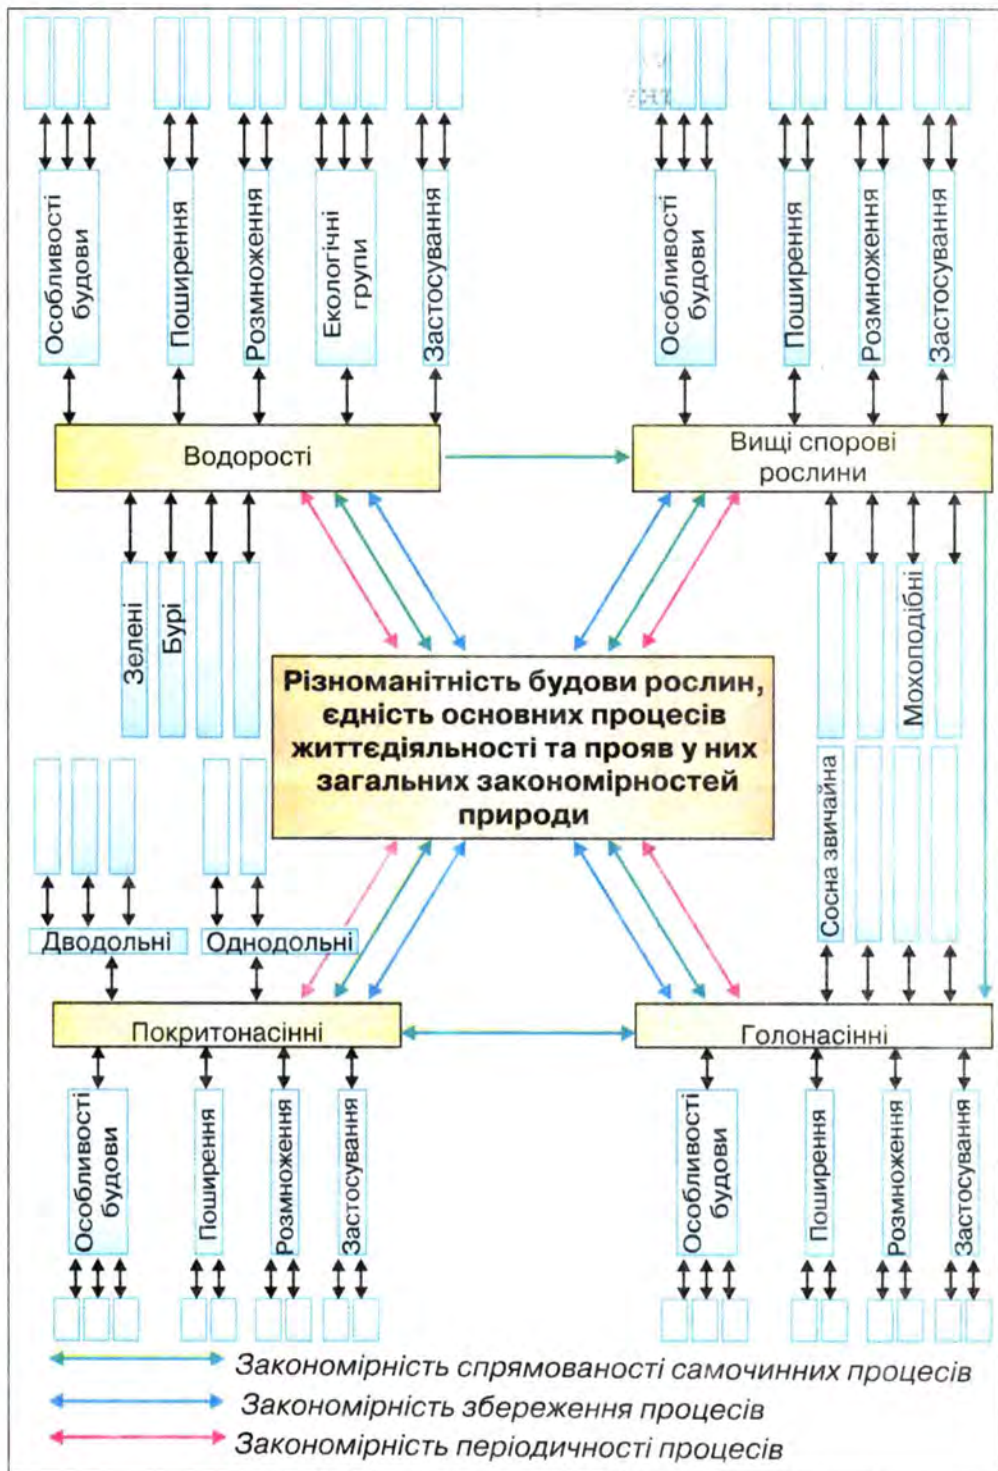 Особливості
будови
Поширення
Розмноження
Екологічні
групи
Застосування
Особливості
будови
Поширення
Розмноження
Застосування
Водорості
Вищі спорові
рослини
Зелені
Бурі
Мохоподібні
Різноманітність будови рослин,
єдність основних процесів
життєдіяльності та прояв у них
загальних закономірностей
природи
Сосна звичайна
Дводольні
Однодольні
Покритонасінні
Голонасінні
Особливості
будови
Поширення
Розмноження
Застосування
Особливості
будови
Поширення
Розмноження
Застосування
Закономірність спрямованості самочинних процесів
Закономірність збереження процесів
Закономірність періодичності процесів